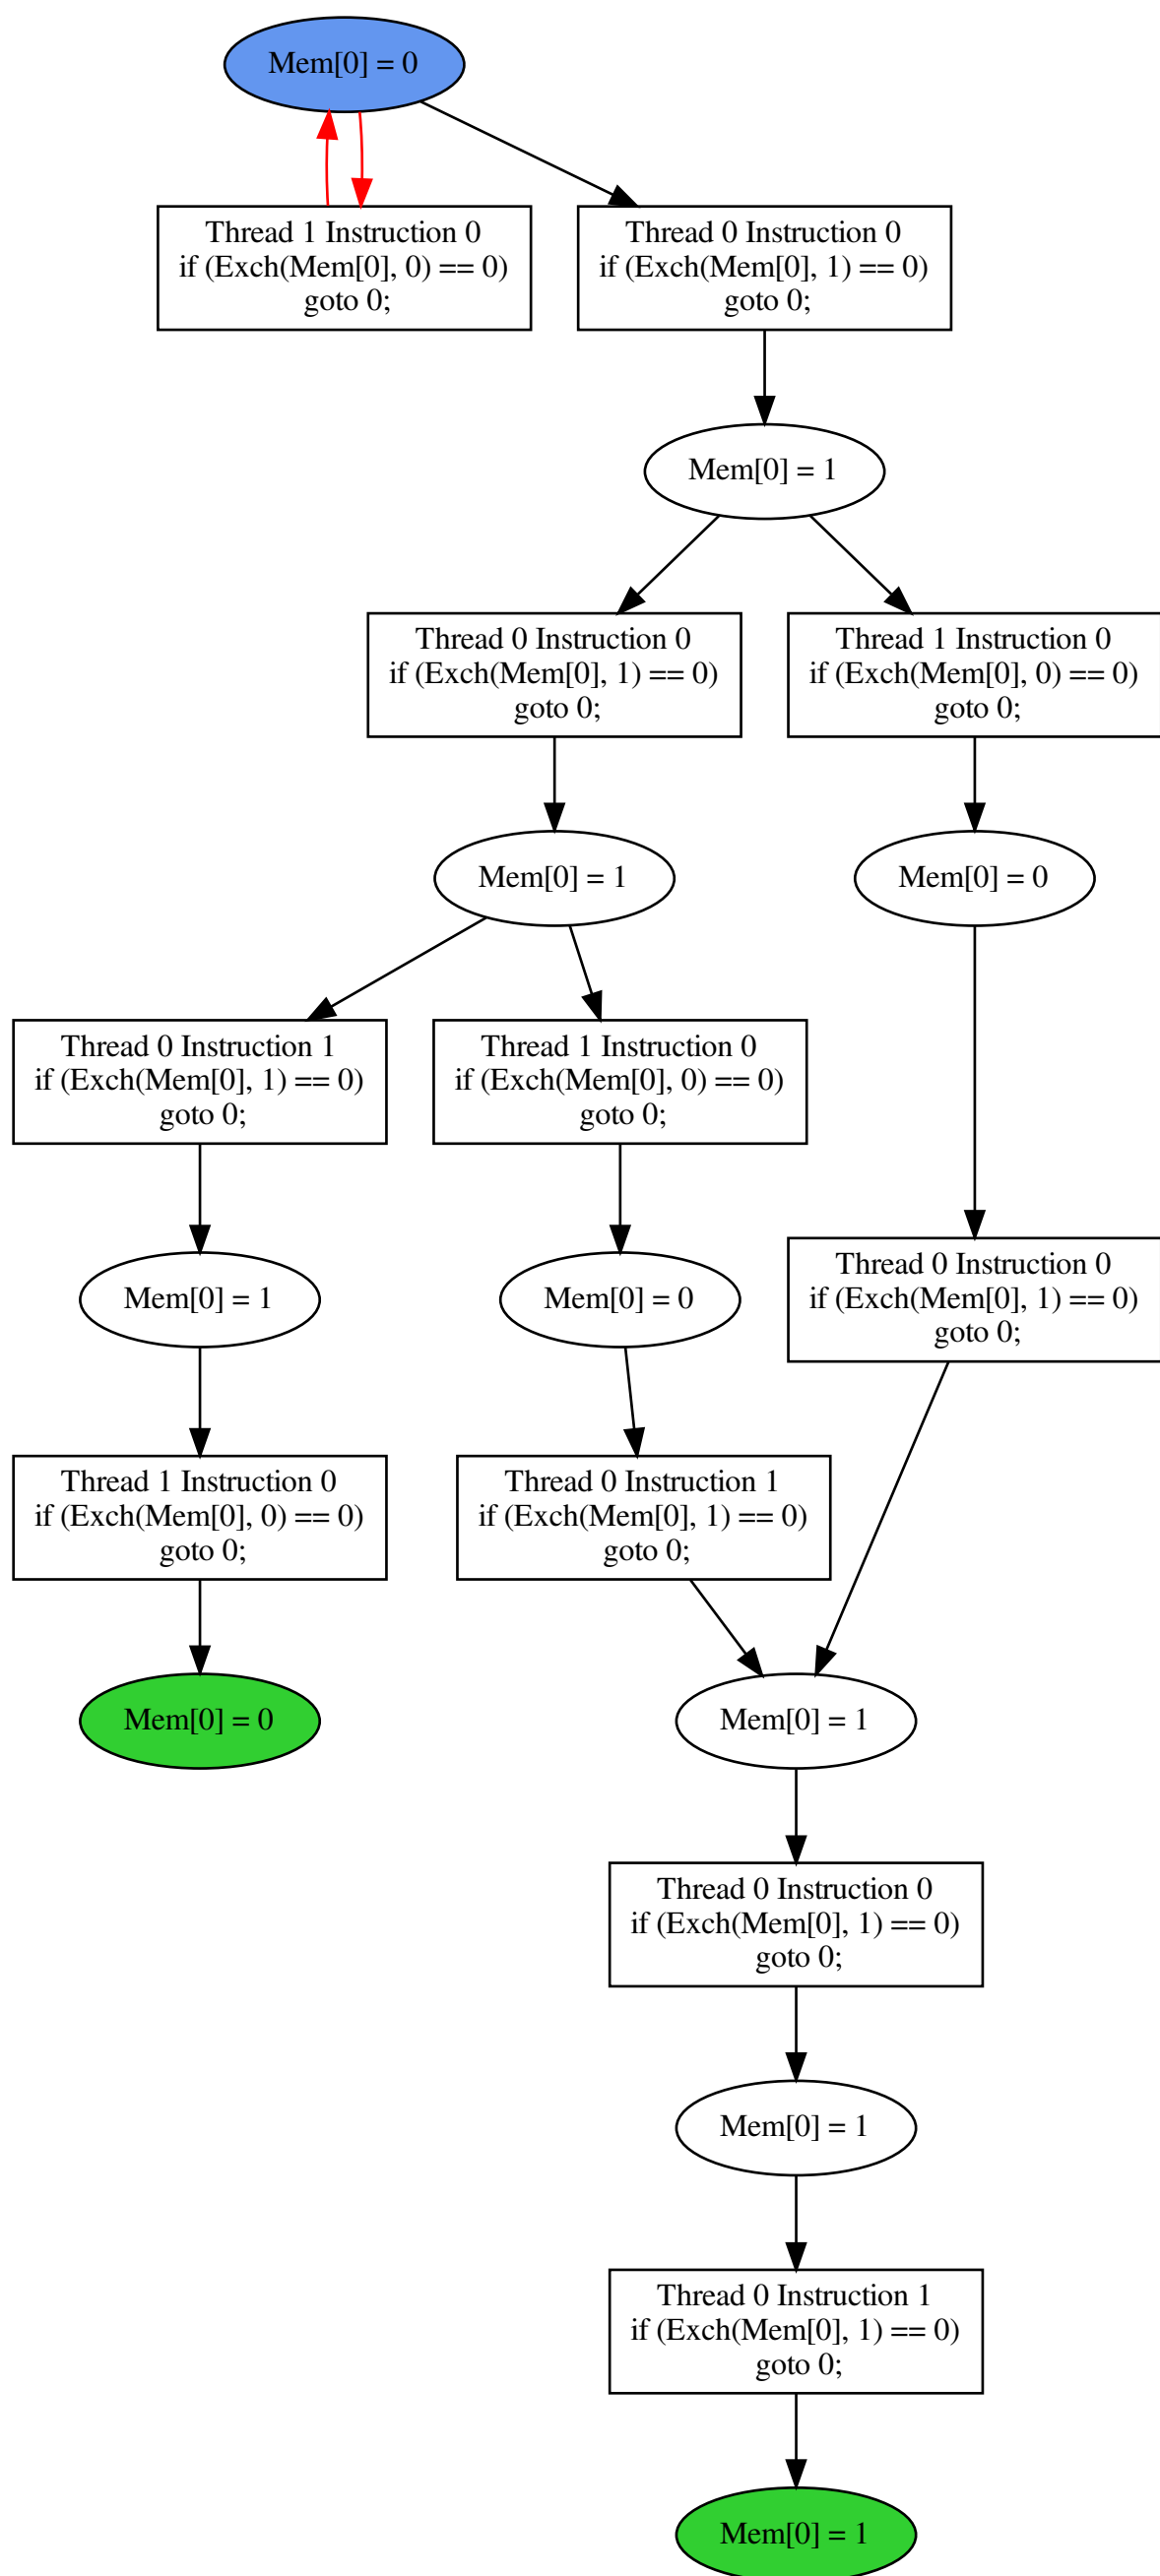 Mem[0] = 0
Thread 1 Instruction 0
if (Exch(Mem[0], 0) == 0)
goto 0;
Thread 0 Instruction 0
if (Exch(Mem[0], 1) == 0)
goto 0;
Mem[0] = 1
Thread 0 Instruction 0
if (Exch(Mem[0], 1) == 0)
goto 0;
Thread 1 Instruction 0
if (Exch(Mem[0], 0) == 0)
goto 0;
Mem[0] = 1
Mem[0] = 0
Thread 0 Instruction 1
if (Exch(Mem[0], 1) == 0)
goto 0;
Thread 1 Instruction 0
if (Exch(Mem[0], 0) == 0)
goto 0;
Mem[0] = 1
Mem[0] = 0
Thread 0 Instruction 0
if (Exch(Mem[0], 1) == 0)
goto 0;
Thread 1 Instruction 0
if (Exch(Mem[0], 0) == 0)
goto 0;
Thread 0 Instruction 1
if (Exch(Mem[0], 1) == 0)
goto 0;
Mem[0] = 0
Mem[0] = 1
Thread 0 Instruction 0
if (Exch(Mem[0], 1) == 0)
goto 0;
Mem[0] = 1
Thread 0 Instruction 1
if (Exch(Mem[0], 1) == 0)
goto 0;
Mem[0] = 1